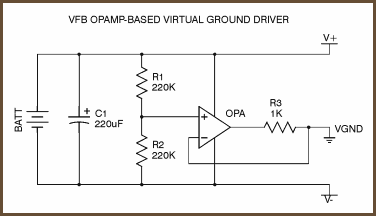 VFB OPAMP-BASED VIRTUAL GROUND DRIVER
V+
R1
220K
BATT
+
C1
220uF
OPA
+
−
R3
1K
VGND
R2
220K
V-